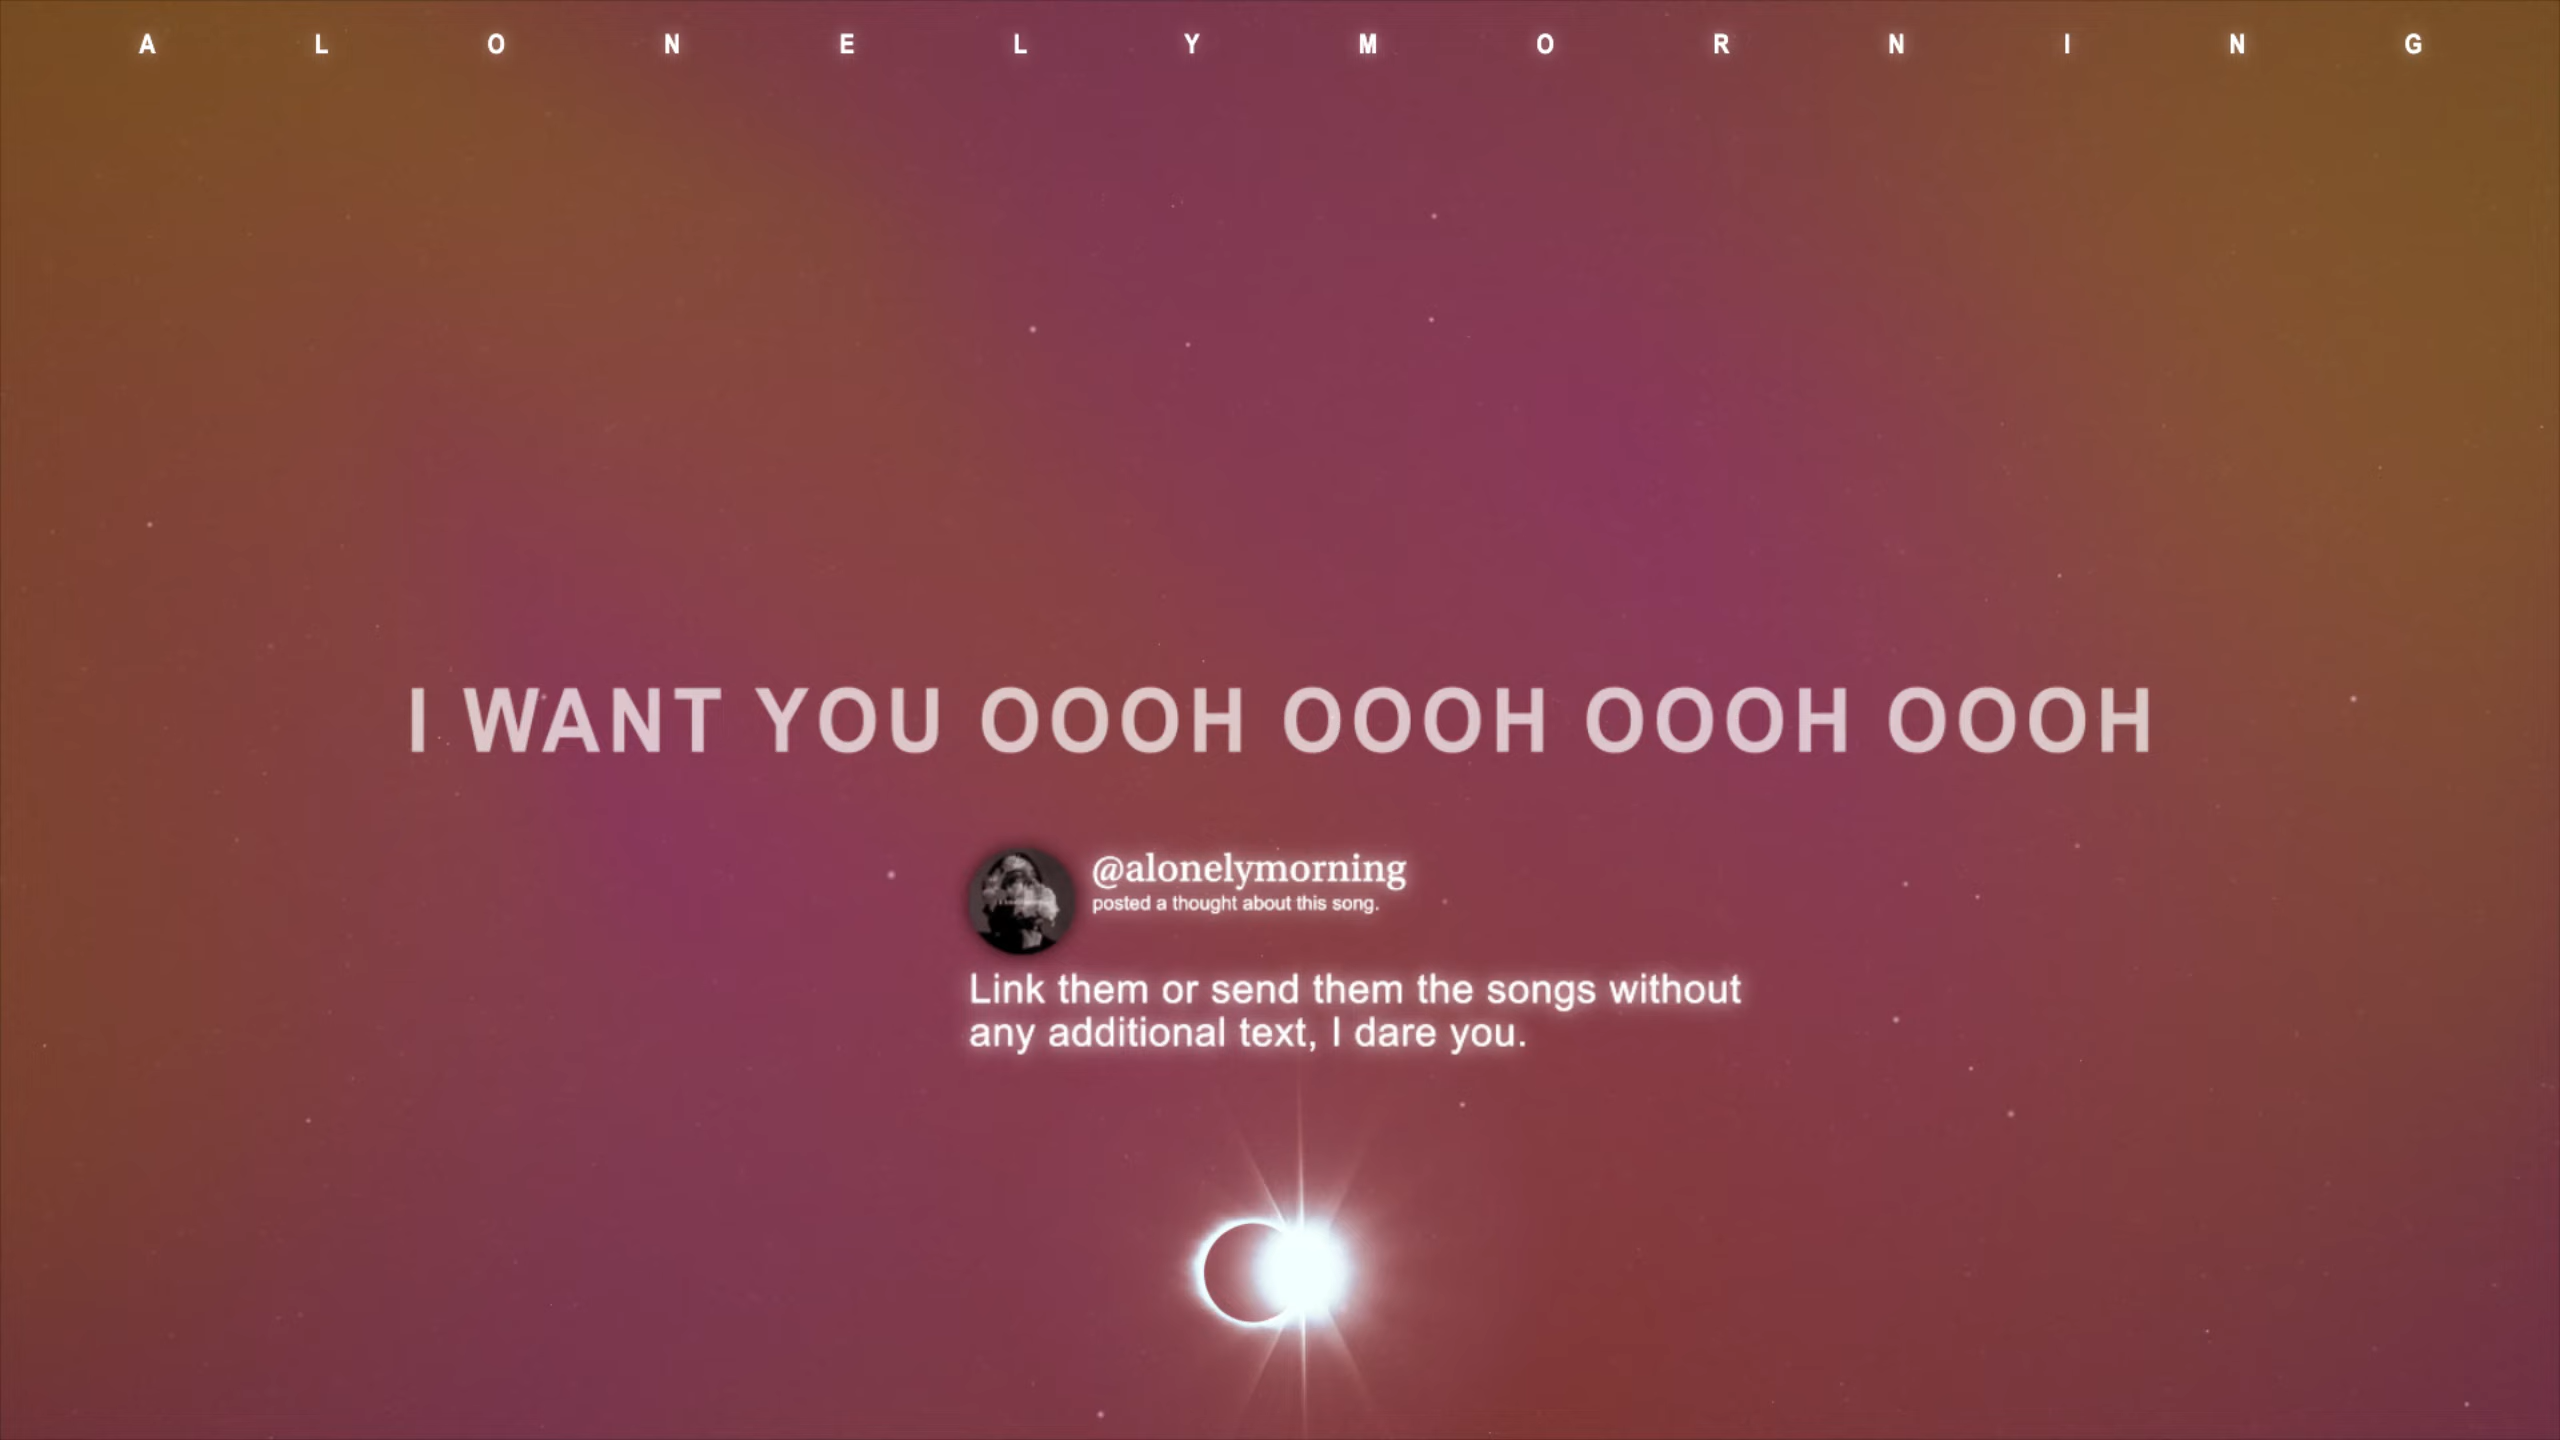 A L O N E L Y M O R N I N G
I WANT YOU OOOH OOOH OOOH OOOH
@alonelymorning
posted a thought about this song.
Link them or send them the songs without
any additional text, I dare you.